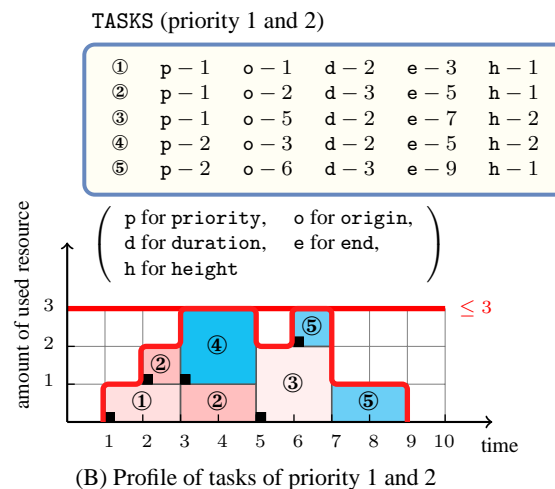 TASKS (priority 1 and 2)
① p − 1 o − 1 d − 2 e − 3 h − 1
② p − 1 o − 2 d − 3 e − 5 h − 1
③ p − 1 o − 5 d − 2 e − 7 h − 2
④ p − 2 o − 3 d − 2 e − 5 h − 2
⑤ p − 2 o − 6 d − 3 e − 9 h − 1
( p for priority, o for origin,
d for duration, e for end,
h for height )
amount of used resource
3
≤ 3
2
1
0
② ④ ⑤
① ② ③ ⑤
1 2 3 4 5 6 7 8 9 10
time
(B) Profile of tasks of priority 1 and 2